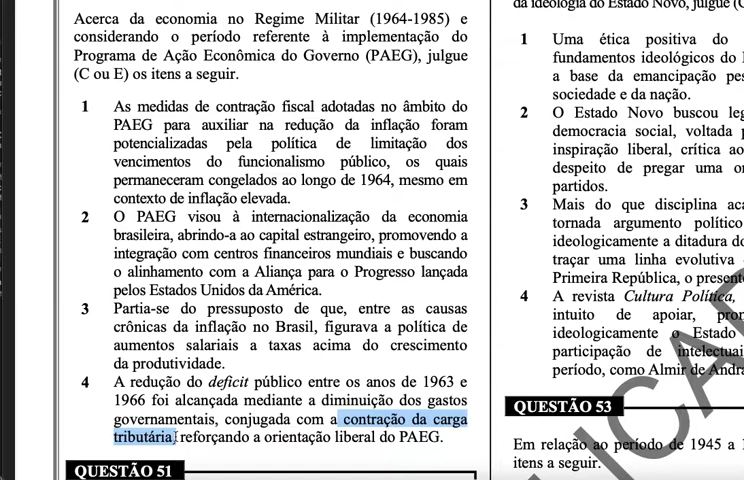 Acerca da economia no Regime Militar (1964-1985) e
considerando o período referente à implementação do
Programa de Ação Econômica do Governo (PAEG), julgue
(C ou E) os itens a seguir.
1 As medidas de contração fiscal adotadas no âmbito do
PAEG para auxiliar na redução da inflação foram
potencializadas pela política de limitação dos
vencimentos do funcionalismo público, os quais
permaneceram congelados ao longo de 1964, mesmo em
contexto de inflação elevada.
2 O PAEG visou à internacionalização da economia
brasileira, abrindo-a ao capital estrangeiro, promovendo a
integração com centros financeiros mundiais e buscando
o alinhamento com a Aliança para o Progresso lançada
pelos Estados Unidos da América.
3 Partia-se do pressuposto de que, entre as causas
crônicas da inflação no Brasil, figurava a política de
aumentos salariais a taxas acima do crescimento
da produtividade.
4 A redução do deficit público entre os anos de 1963 e
1966 foi alcançada mediante a diminuição dos gastos
governamentais, conjugada com a contração da carga
tributária, reforçando a orientação liberal do PAEG.
QUESTÃO 51
da ideologia do Estado Novo, julgue (C
1 Uma ética positiva do
fundamentos ideológicos do
a base da emancipação
sociedade e da nação.
2 O Estado Novo buscou
democracia social, voltada
inspiração liberal, crítica ao
despeito de pregar uma
partidos.
3 Mais do que disciplina
tornada argumento político
ideologicamente a ditadura do
traçar uma linha evolutiva
Primeira República, o
4 A revista Cultura Política,
intuito de apoiar,
ideologicamente o Estado
participação de
período, como Almir de
QUESTÃO 53
Em relação ao período de 1945 a
itens a seguir.